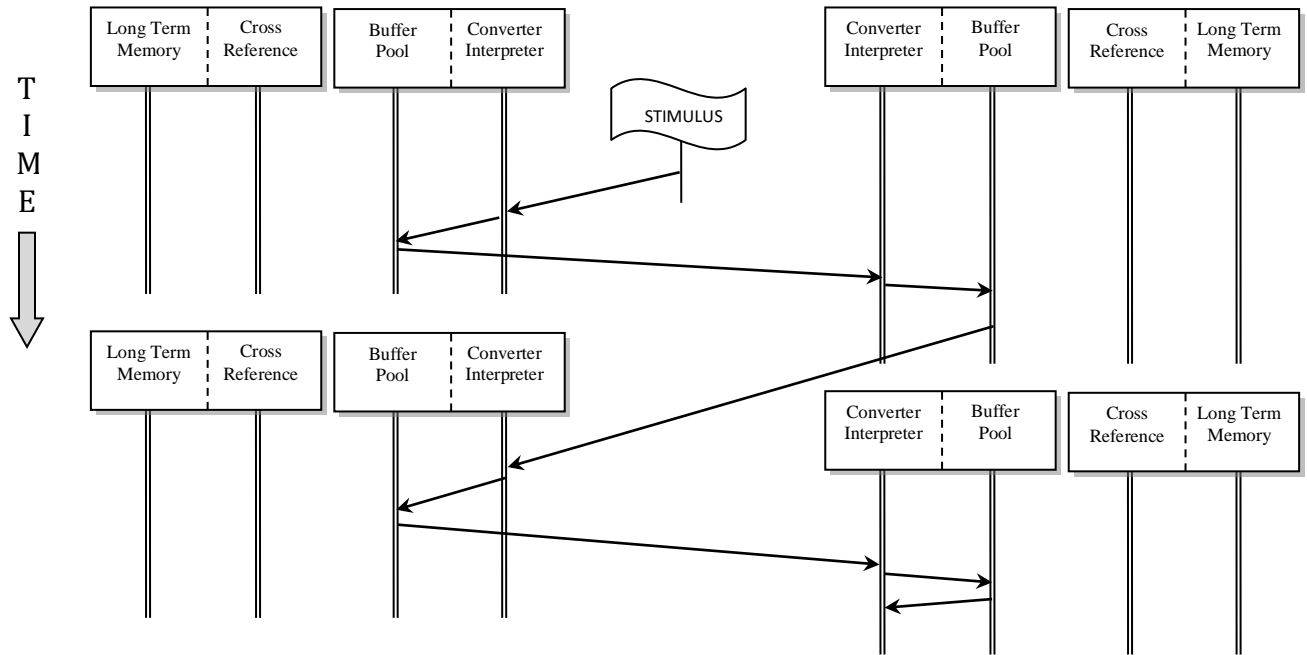 Long Term
Memory
Cross
Reference
Buffer
Pool
Converter
Interpreter
Converter
Interpreter
Buffer
Pool
Cross
Reference
Long Term
Memory
T
I
M
E
STIMULUS
Long Term
Memory
Cross
Reference
Buffer
Pool
Converter
Interpreter
Converter
Interpreter
Buffer
Pool
Cross
Reference
Long Term
Memory